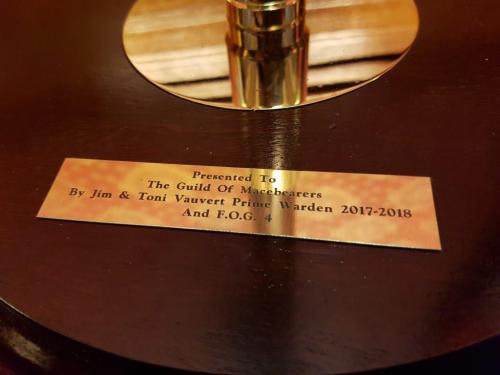 Presented To
The Guild Of Macebearers
By Jim & Toni Vauvert Prime Warden 2017-2018
And F.O.G. 4